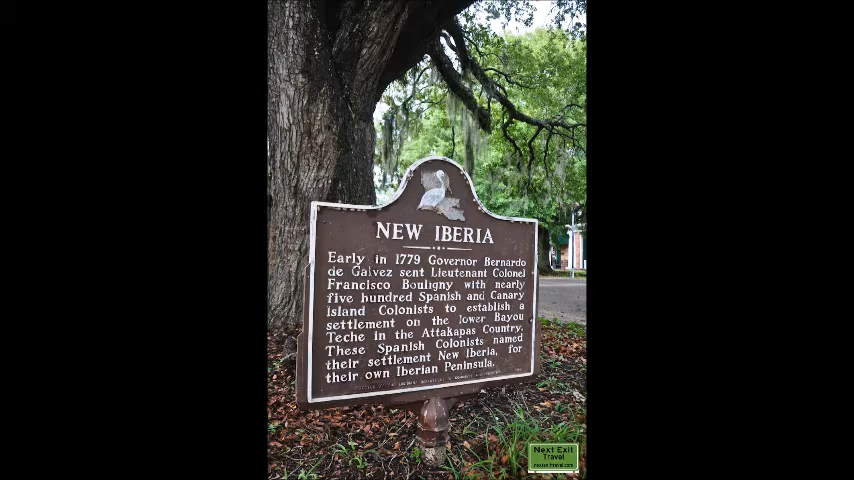 NEW IBERIA
Early in 1779 Governor Bernardo
de Galvez sent Lieutenant Colonel
Francisco Bouligny with nearly
five hundred Spanish and Canary
island Colonists to establish a
settlement on the lower Bayou
Teche in the Attakapas Country.
These Spanish Colonists named
their settlement New Iberia, for
their own Iberian Peninsula.
Next Exit
Travel
nextexittravel.com